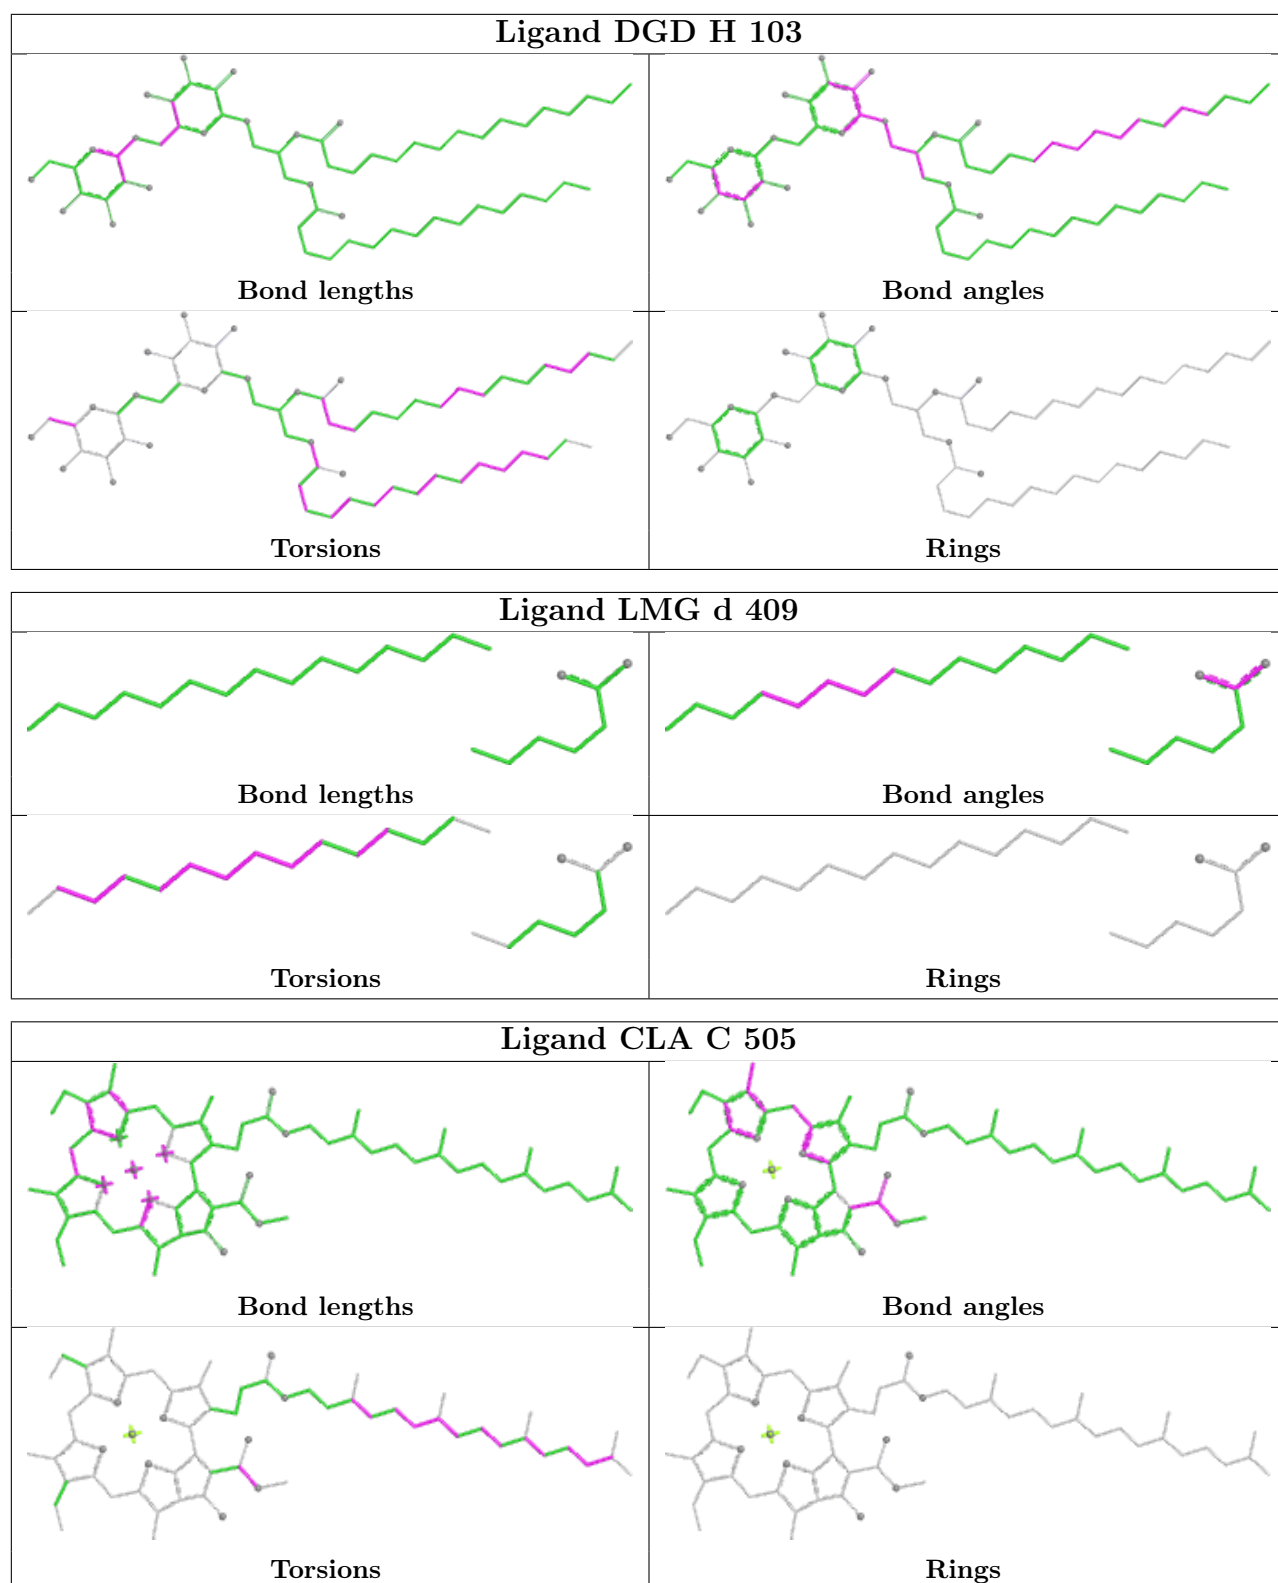 Ligand DGD H 103
Bond lengths
Bond angles
Torsions
Rings
Ligand LMG d 409
Bond lengths
Bond angles
Torsions
Rings
Ligand CLA C 505
Bond lengths
Bond angles
Torsions
Rings